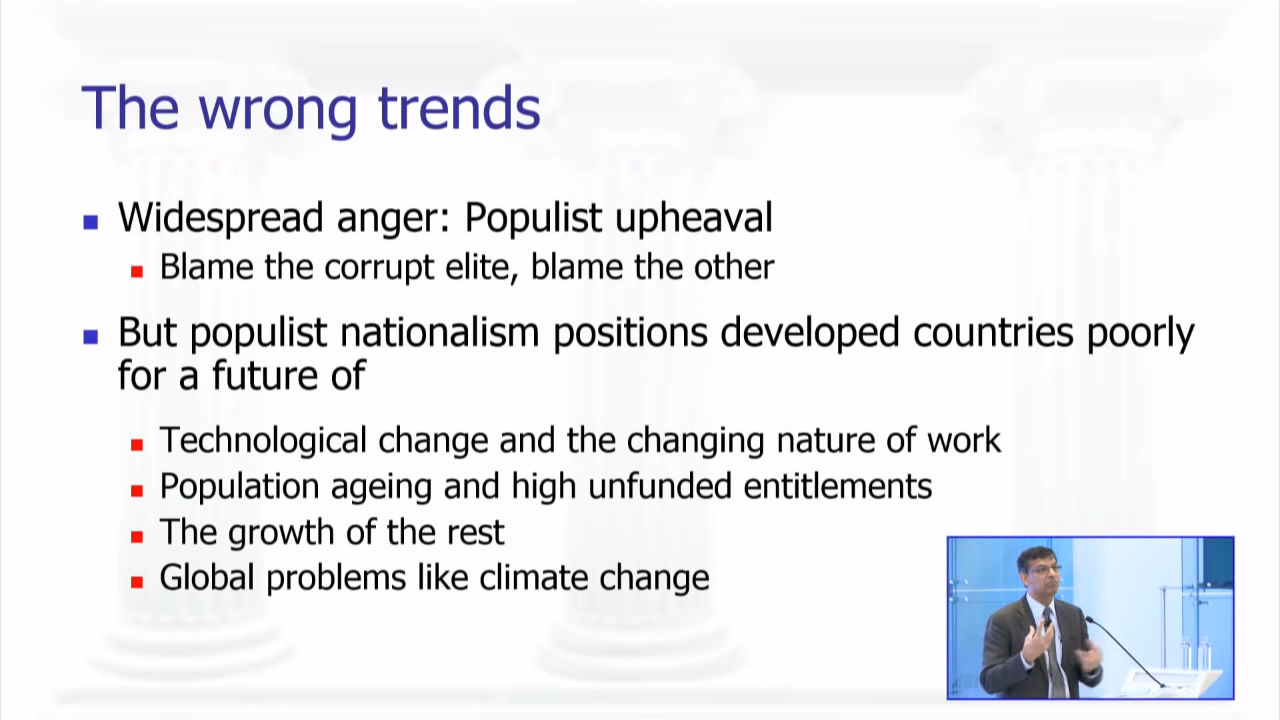 The wrong trends
Widespread anger: Populist upheaval
Blame the corrupt elite, blame the other
But populist nationalism positions developed countries poorly
for a future of
Technological change and the changing nature of work
Population ageing and high unfunded entitlements
The growth of the rest
Global problems like climate change